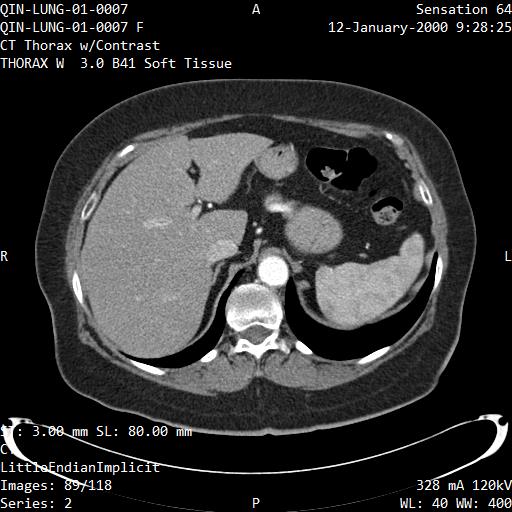 QIN-LUNG-01-0007
A
Sensation 64
QIN-LUNG-01-0007 F
12-January-2000 9:28:25
CT Thorax w/Contrast
THORAX W 3.0 B41 Soft Tissue
R
L
3.00 mm SL: 80.00 mm
LittleEndianImplicit
Images: 89/118
328 mA 120kV
Series: 2
P
WL: 40 WW: 400